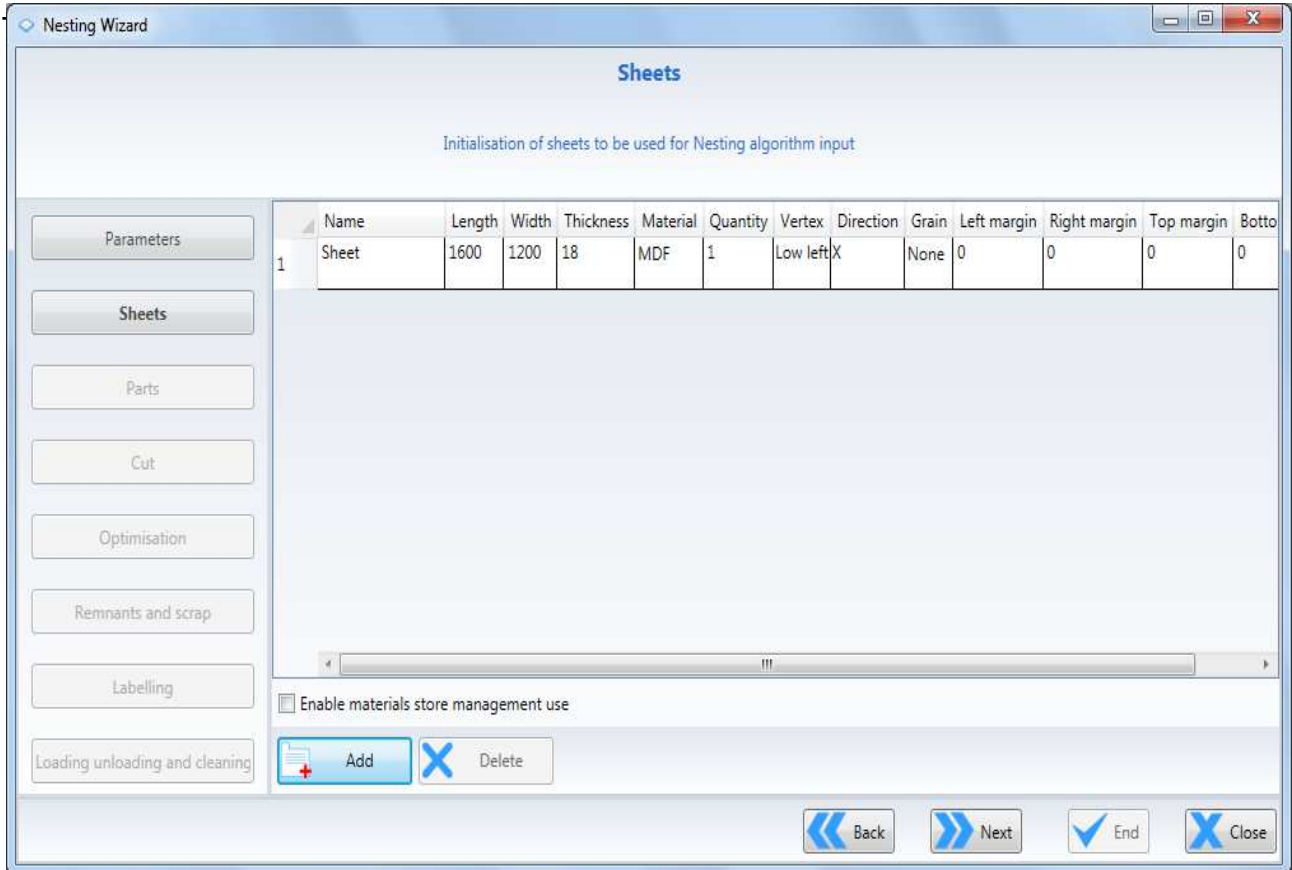 Nesting Wizard
Sheets
Initialisation of sheets to be used for Nesting algorithm input
Parameters
Sheets
Parts
Cut
Optimisation
Remnants and scrap
Labelling
Loading unloading and cleaning
Name Length Width Thickness Material Quantity Vertex Direction Grain Left margin Right margin Top margin Botto
1 Sheet 1600 1200 18 MDF 1 Low left X None 0 0 0 0
Enable materials store management use
Add Delete
Back Next End Close